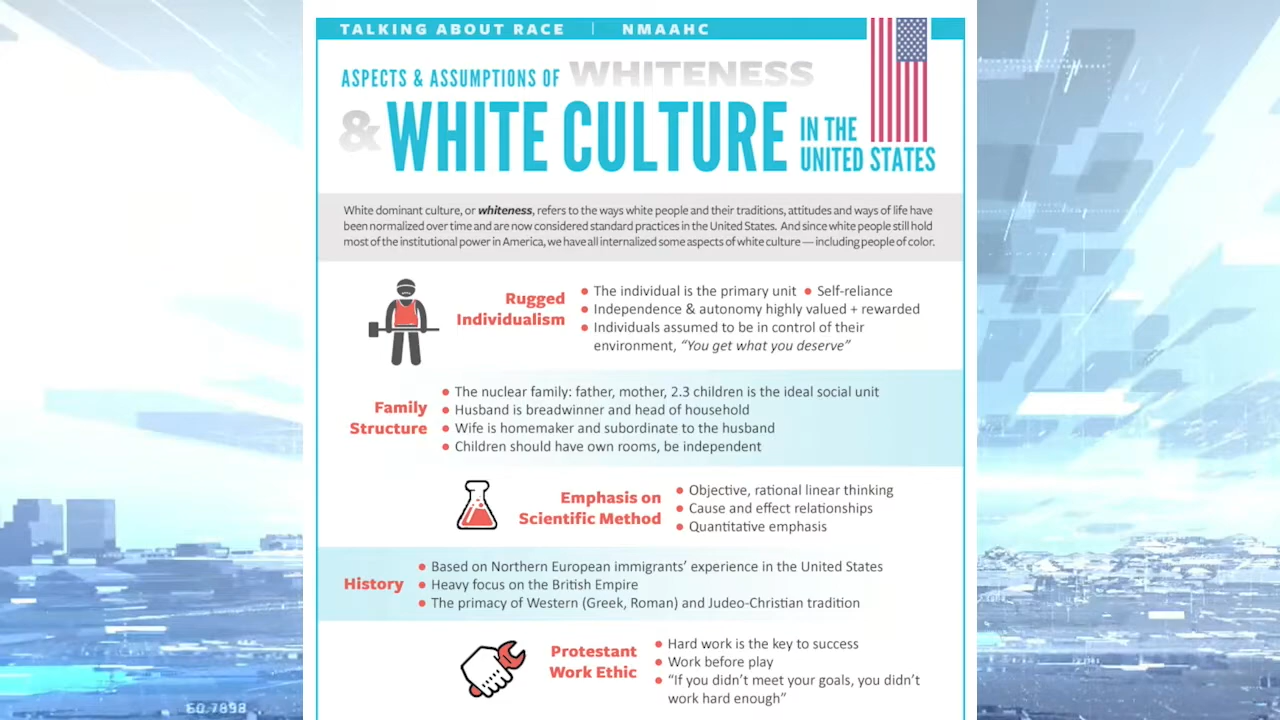 TALKING ABOUT RACE | NMAAHC
ASPECTS & ASSUMPTIONS OF WHITENESS
& WHITE CULTURE IN THE
UNITED STATES
White dominant culture, or whiteness, refers to the ways white people and their traditions, attitudes and ways of life have
been normalized over time and are now considered standard practices in the United States. And since white people still hold
most of the institutional power in America, we have all internalized some aspects of white culture — including people of color.
Rugged
Individualism
• The individual is the primary unit • Self-reliance
• Independence & autonomy highly valued + rewarded
• Individuals assumed to be in control of their
environment, “You get what you deserve”
Family
Structure
• The nuclear family: father, mother, 2.3 children is the ideal social unit
• Husband is breadwinner and head of household
• Wife is homemaker and subordinate to the husband
• Children should have own rooms, be independent
Emphasis on
Scientific Method
• Objective, rational linear thinking
• Cause and effect relationships
• Quantitative emphasis
History
• Based on Northern European immigrants’ experience in the United States
• Heavy focus on the British Empire
• The primacy of Western (Greek, Roman) and Judeo-Christian tradition
Protestant
Work Ethic
• Hard work is the key to success
• Work before play
• “If you didn’t meet your goals, you didn’t
work hard enough”